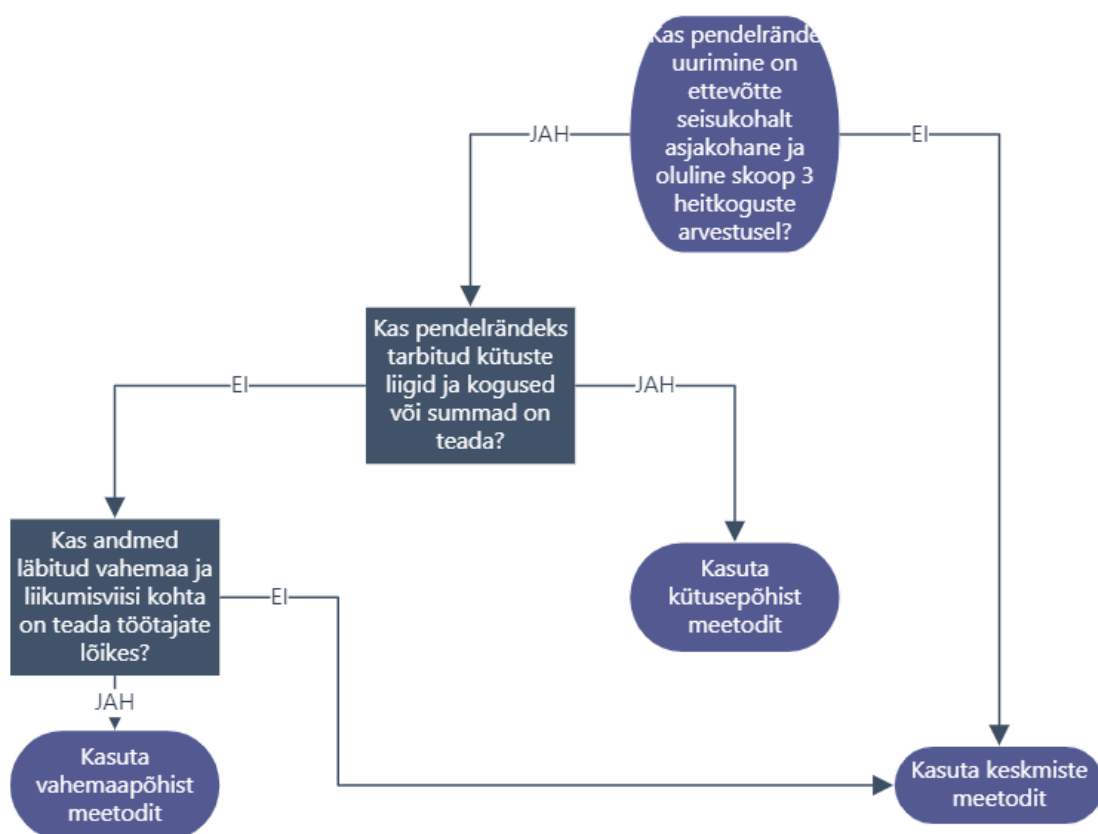 Kas pendelrände
uurimine on
ettevõtte
seisukohalt
asjakohane ja
oluline skoop 3
heitkoguste
arvestusel?
JAH
EI
Kas pendelrändeks
tarbitud kütuste
liigid ja kogused
või summad on
teada?
EI
JAH
Kas andmed
läbitud vahemaa ja
liikumisviisi kohta
on teada töötajate
lõikes?
EI
JAH
Kasuta
kütusepõhist
meetodit
Kasuta
vahemaapõhist
meetodit
Kasuta keskmiste
meetodit